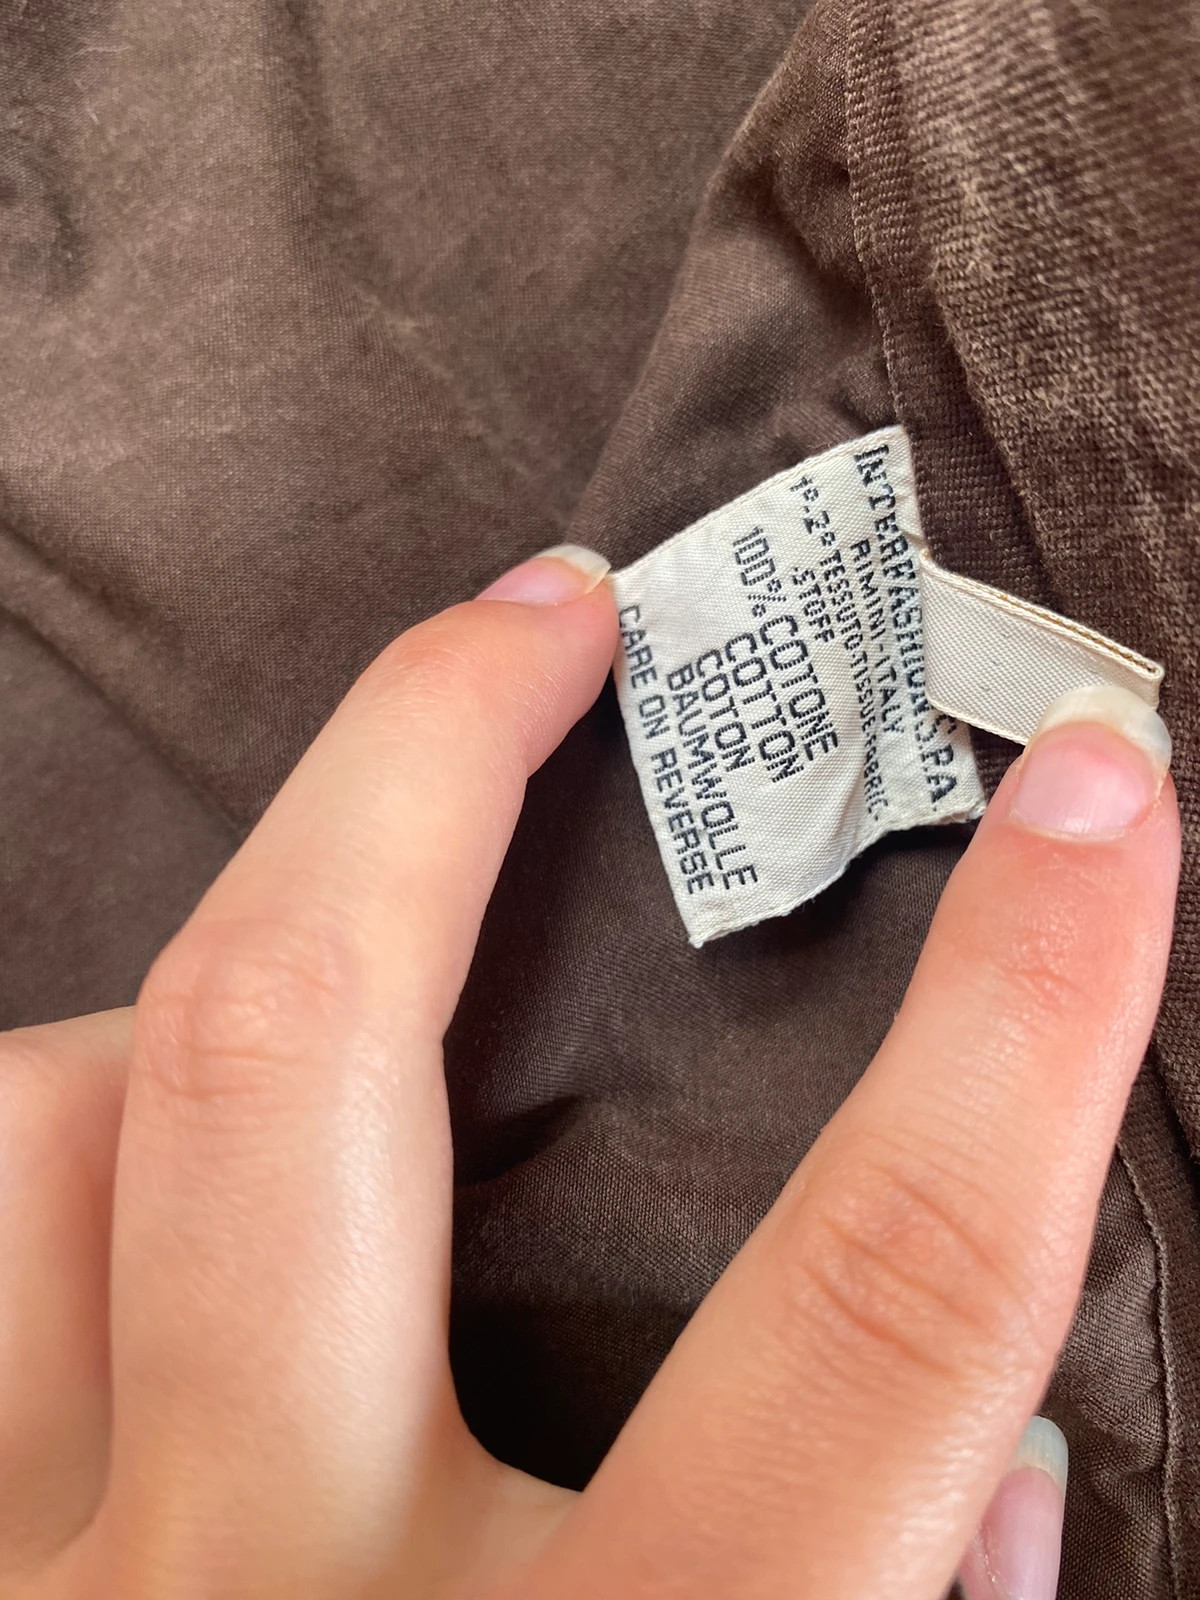 INTERFASHION S.P.A
RIMINI-ITALY
1°-2° TESSUTO-TISSUE-FABRIC-
STOFF
100% COTONE
COTTON
COTON
BAUMWOLLE
CARE ON REVERSE